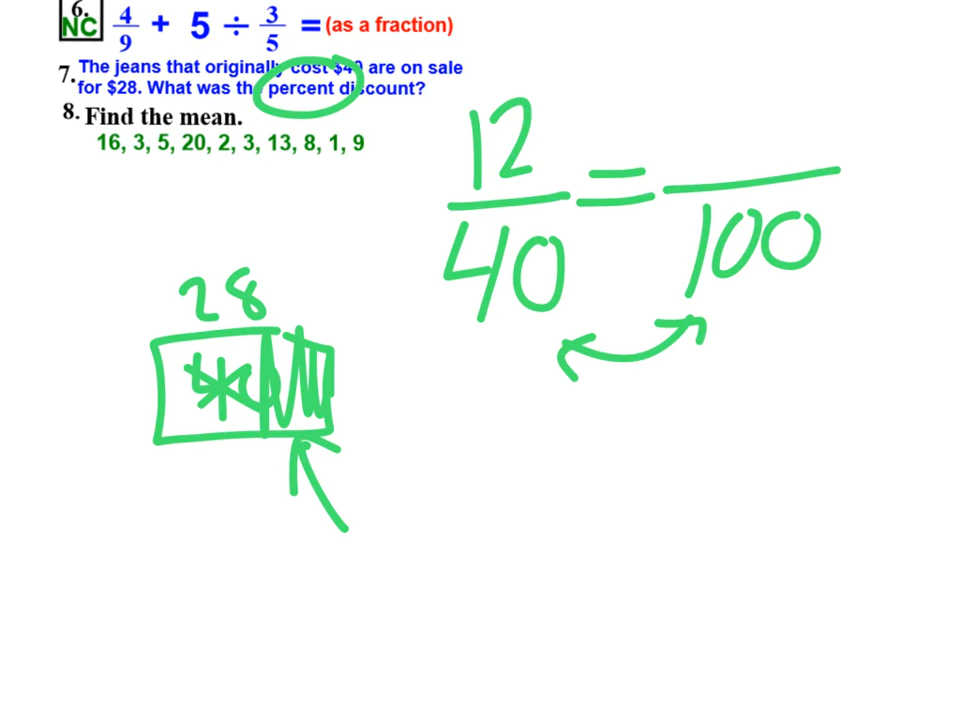 6. NC 4/9 + 5 ÷ 3/5 = (as a fraction)
7. The jeans that originally cost $40 are on sale
for $28. What was the percent discount?
8. Find the mean.
16, 3, 5, 20, 2, 3, 13, 8, 1, 9
12/40 = /100
28